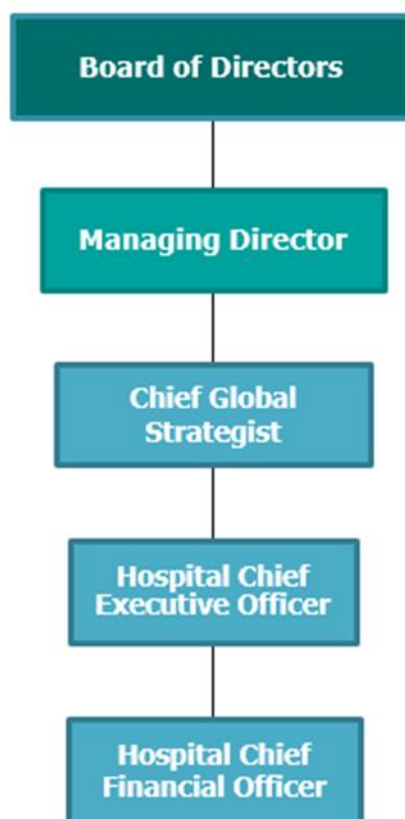 Board of Directors
Managing Director
Chief Global
Strategist
Hospital Chief
Executive Officer
Hospital Chief
Financial Officer